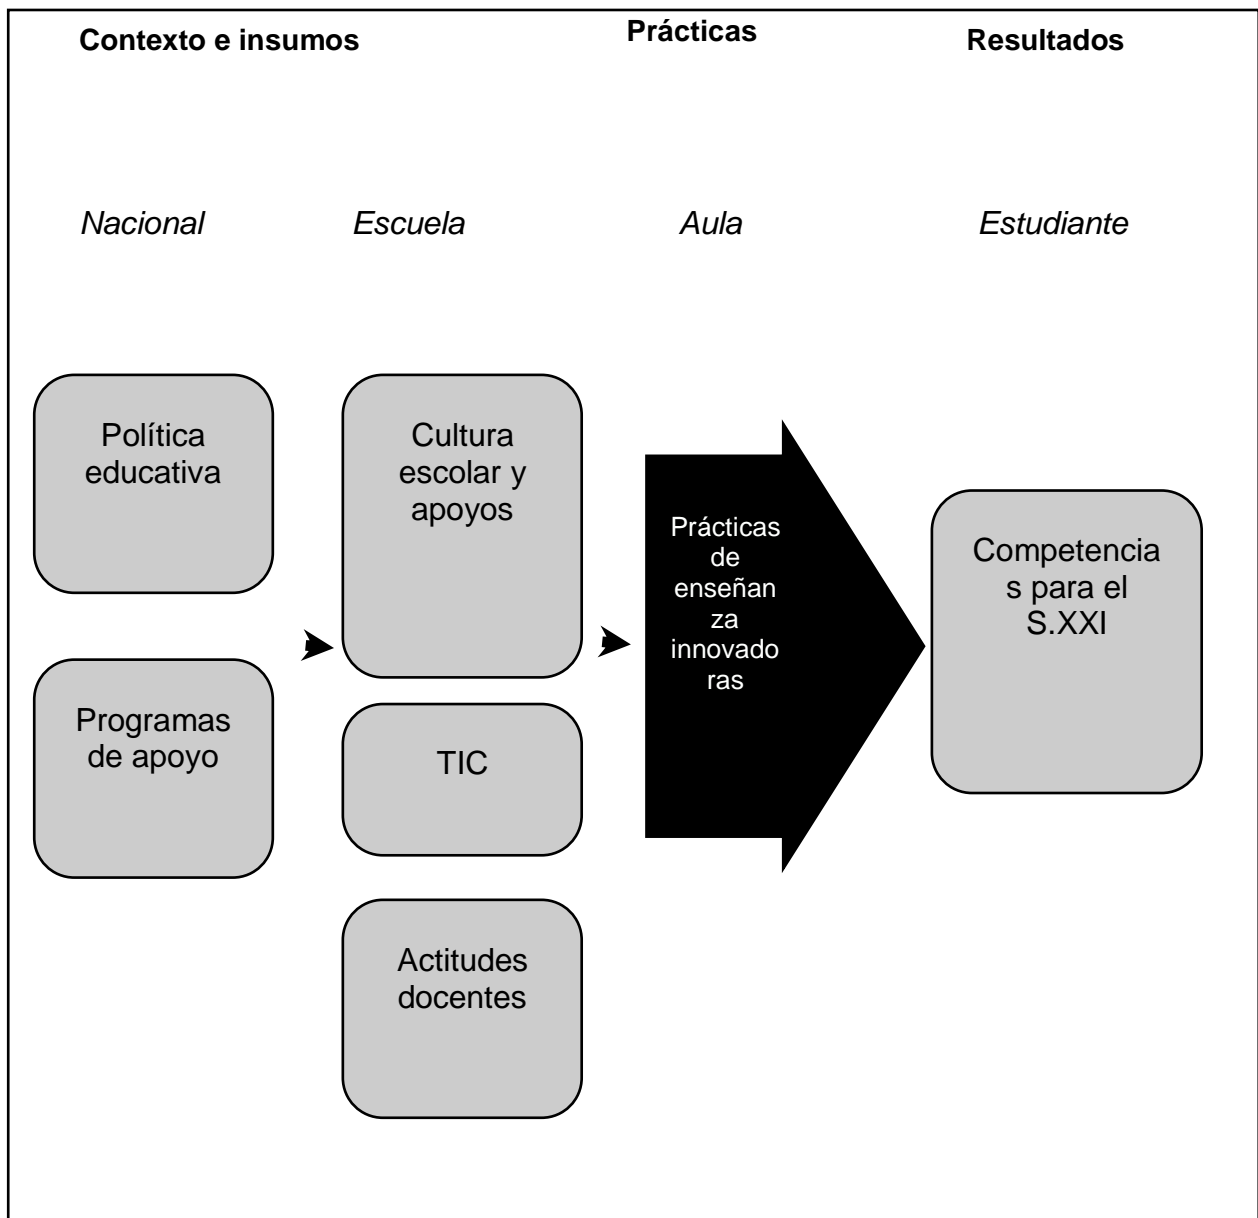 Contexto e insumos
Prácticas
Resultados
Nacional
Escuela
Aula
Estudiante
Política
educativa
Programas
de apoyo
Cultura
escolar y
apoyos
TIC
Actitudes
docentes
Prácticas
de
enseñan
za
innovado
ras
Competencia
s para el
S.XXI